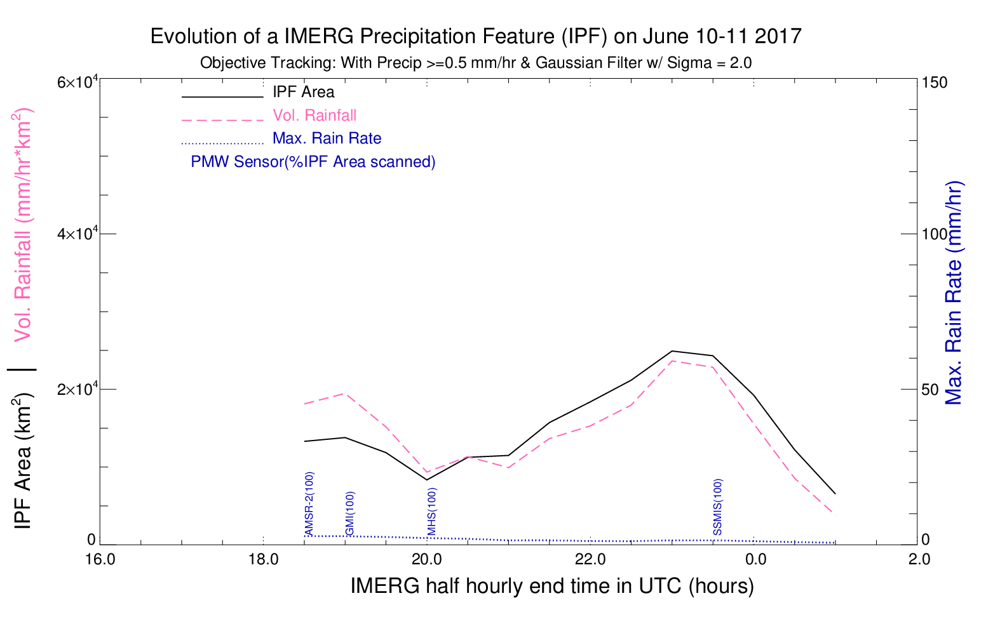 Evolution of a IMERG Precipitation Feature (IPF) on June 10-11 2017
Objective Tracking: With Precip >=0.5 mm/hr & Gaussian Filter w/ Sigma = 2.0
IPF Area
Vol. Rainfall
Max. Rain Rate
PMW Sensor(%IPF Area scanned)
6×10⁴
4×10⁴
2×10⁴
0
IPF Area (km²) | Vol. Rainfall (mm/hr*km²)
150
100
50
0
Max. Rain Rate (mm/hr)
AMSR-2(100)
GMI(100)
MHS(100)
SSMIS(100)
16.0 18.0 20.0 22.0 0.0 2.0
IMERG half hourly end time in UTC (hours)